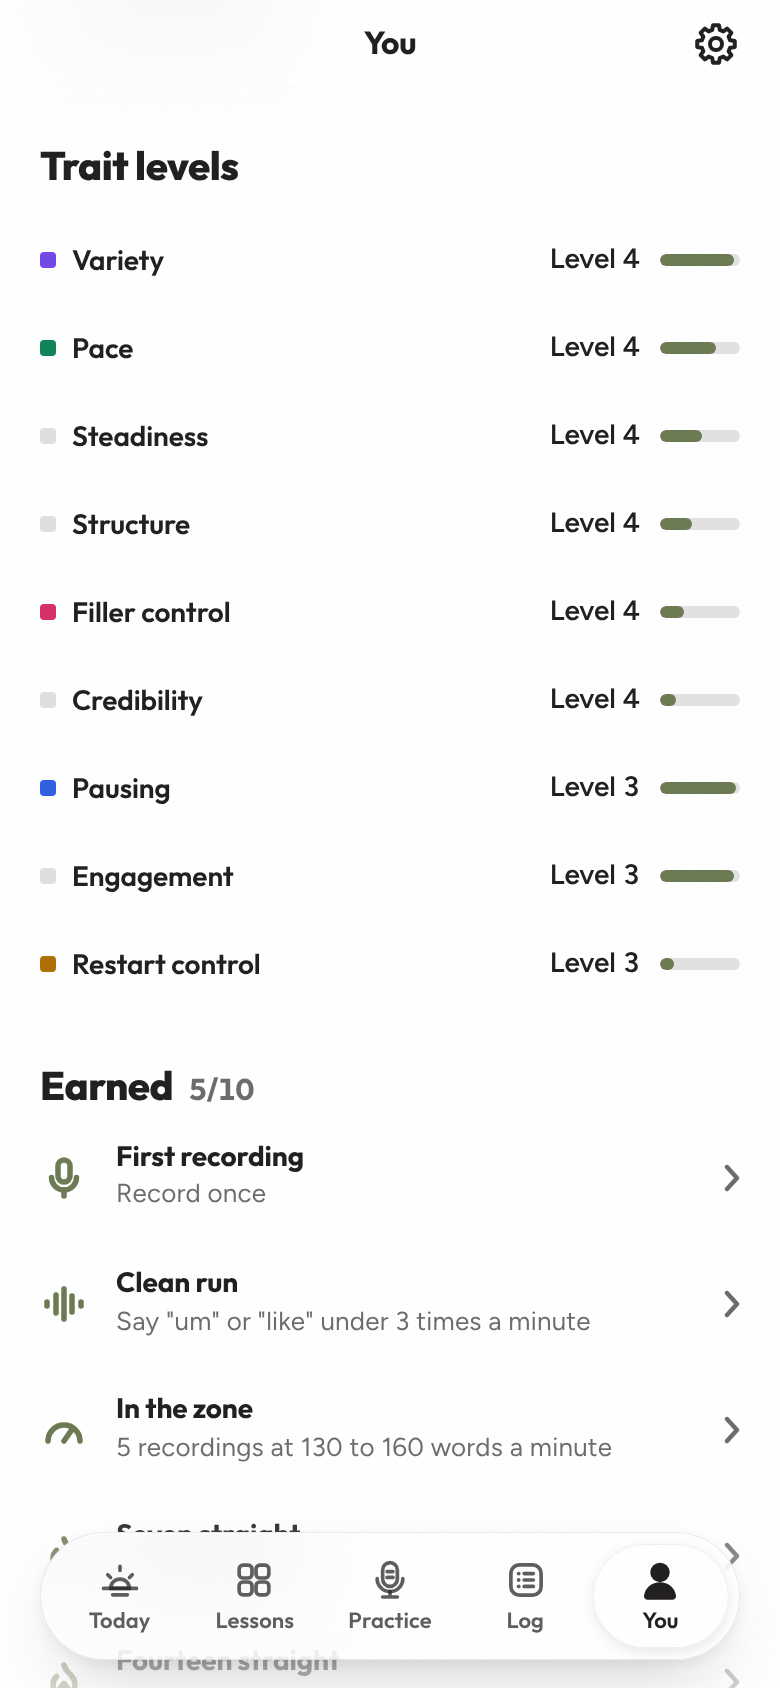 You
Trait levels
Variety Level 4
Pace Level 4
Steadiness Level 4
Structure Level 4
Filler control Level 4
Credibility Level 4
Pausing Level 3
Engagement Level 3
Restart control Level 3
Earned 5/10
First recording
Record once
Clean run
Say "um" or "like" under 3 times a minute
In the zone
5 recordings at 130 to 160 words a minute
Seven straight
Today Lessons Practice Log You
Fourteen straight